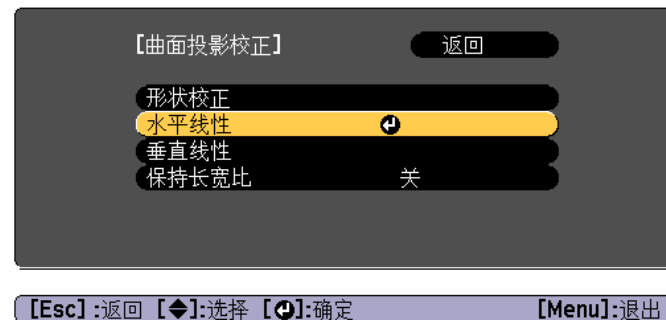 [曲面投影校正] 返回
形状校正
水平线性
垂直线性
保持长宽比 关
[Esc] :返回 [◆]:选择 [⏎]:确定 [Menu]:退出